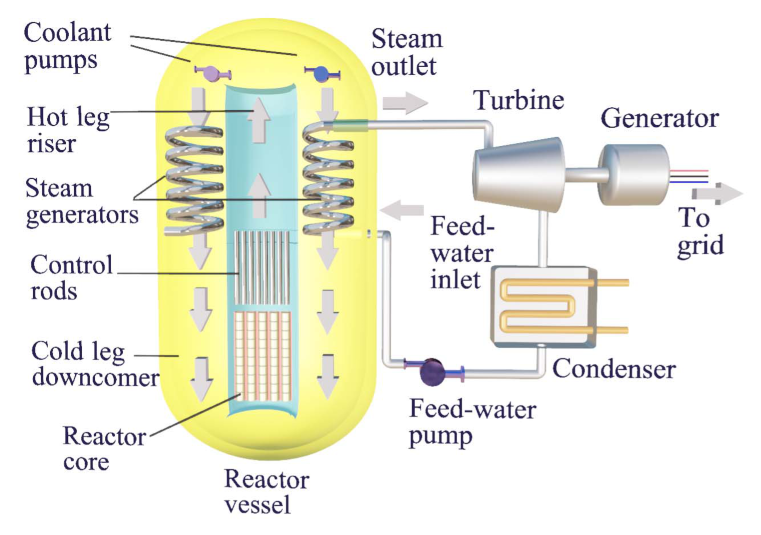 Coolant
pumps
Steam
outlet
Turbine
Generator
Hot leg
riser
Steam
generators
To
grid
Feed-
water
inlet
Control
rods
Cold leg
downcomer
Condenser
Feed-water
pump
Reactor
core
Reactor
vessel